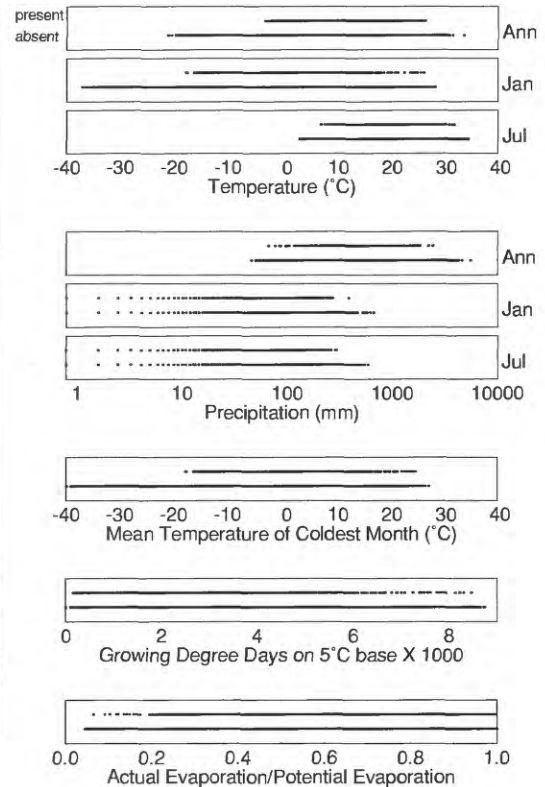 present
absent
Ann
Jan
Jul
-40 -30 -20 -10 0 10 20 30 40
Temperature (˚C)
Ann
Jan
Jul
1 10 100 1000 10000
Precipitation (mm)
-40 -30 -20 -10 0 10 20 30 40
Mean Temperature of Coldest Month (˚C)
0 2 4 6 8
Growing Degree Days on 5˚C base X 1000
0.0 0.2 0.4 0.6 0.8 1.0
Actual Evaporation/Potential Evaporation